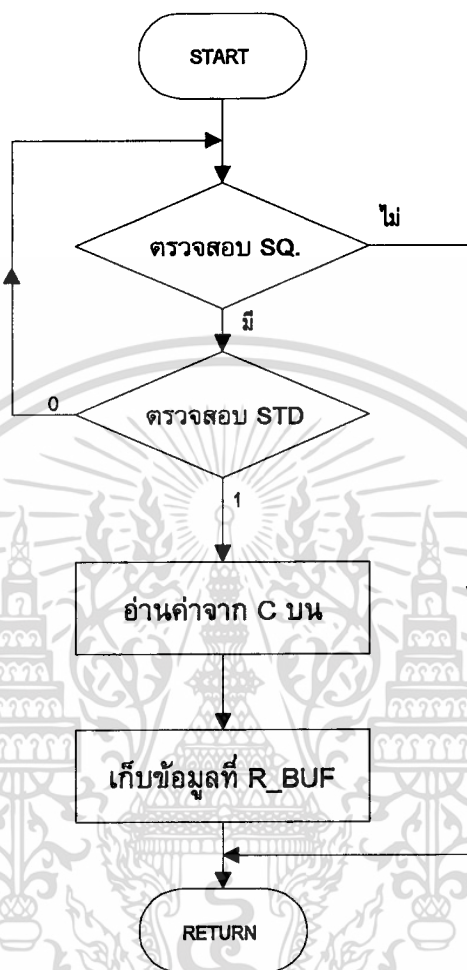 START
ไม่
ตรวจสอบ SQ.
มี
0
ตรวจสอบ STD
1
อ่านค่าจาก C บน
เก็บข้อมูลที่ R_BUF
RETURN